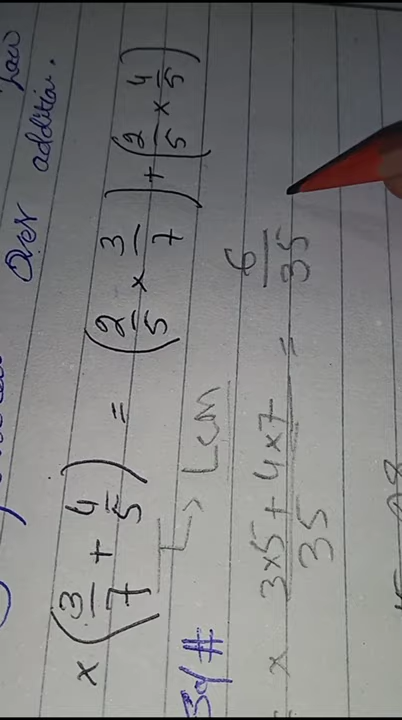 Law
Over addition.
× (3/7 + 4/5) = (2/5 × 3/7) + (2/5 × 4/5)
Sol# → Lcm
× 3×5 + 4×7 / 35 = 6/35